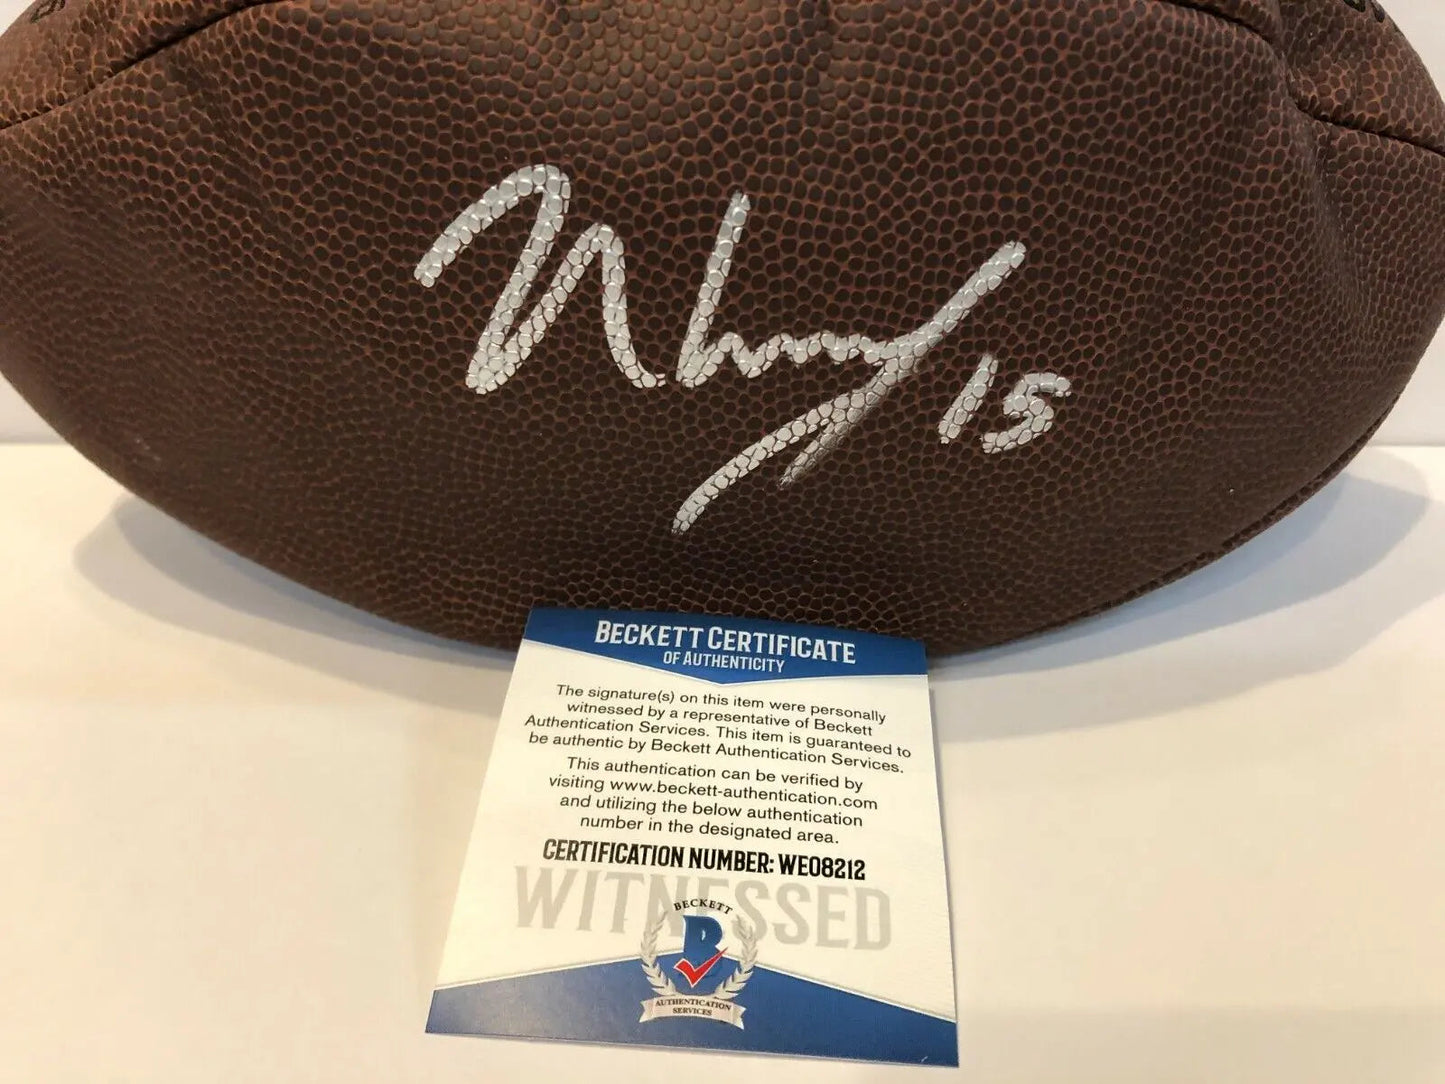 15
BECKETT CERTIFICATE
OF AUTHENTICITY
The signature(s) on this item were personally
witnessed by a representative of Beckett
Authentication Services. This item is guaranteed to
be authentic by Beckett Authentication Services.
This authentication can be verified by
visiting www.beckett-authentication.com
and utilizing the below authentication
number in the designated area.
CERTIFICATION NUMBER: WE08212
WITNESSED
BECKETT
B
AUTHENTICATION
SERVICES